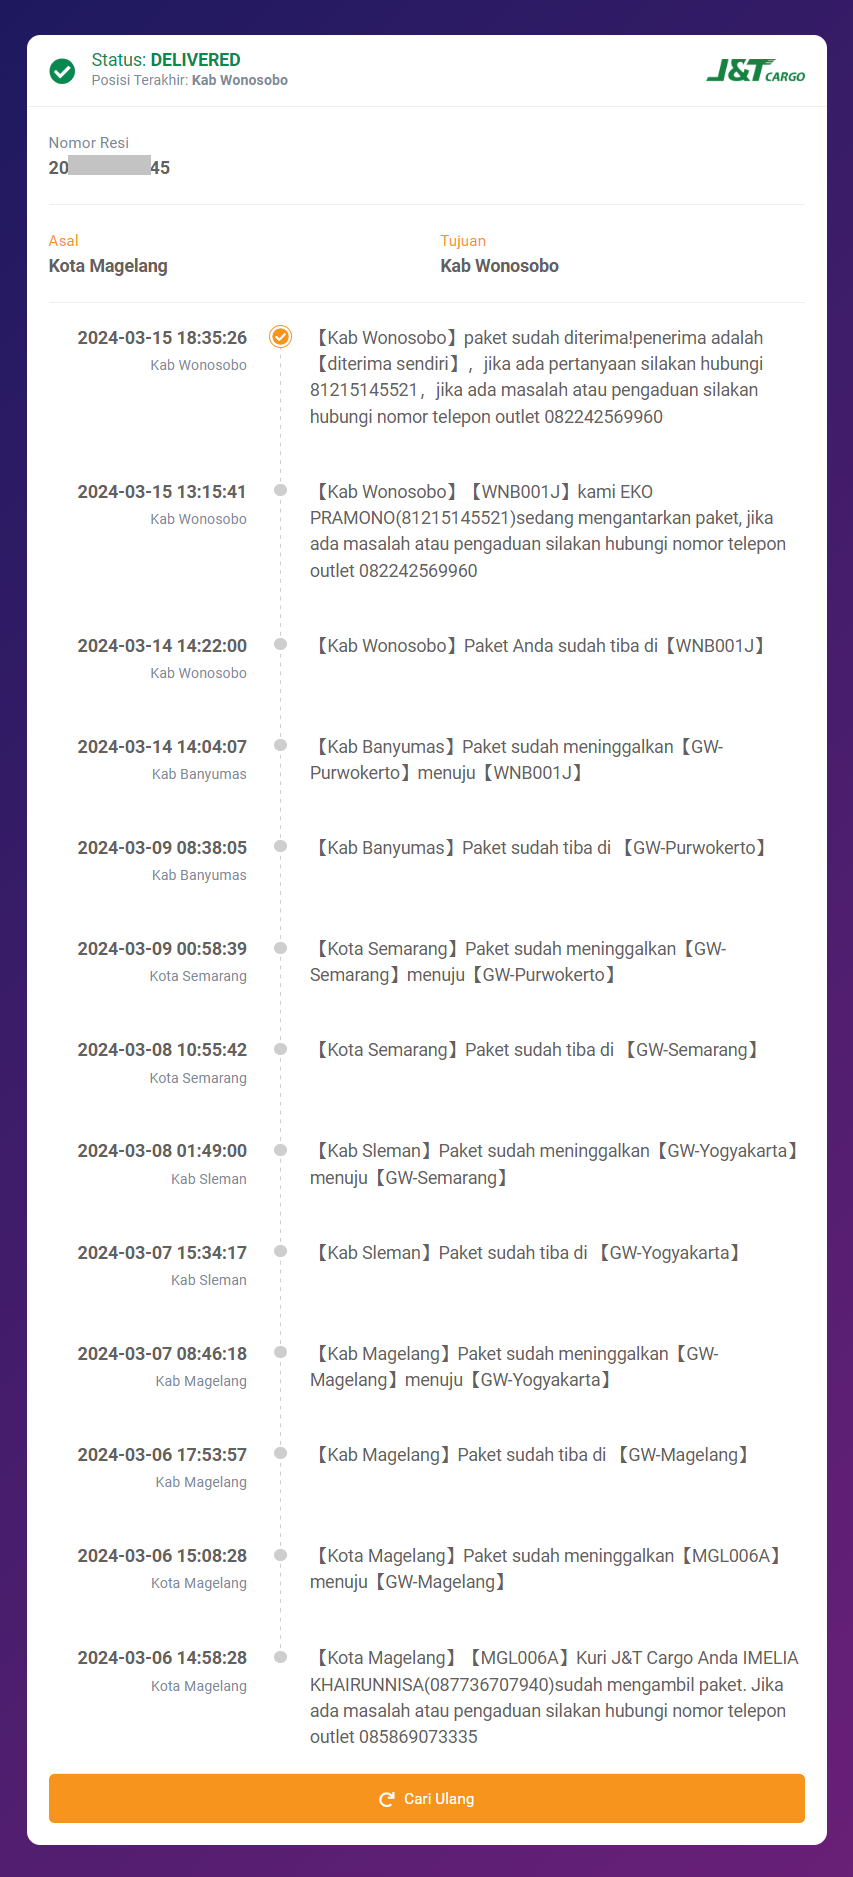 Status: DELIVERED
Posisi Terakhir: Kab Wonosobo
J&T CARGO
Nomor Resi
20 45
Asal
Kota Magelang
Tujuan
Kab Wonosobo
2024-03-15 18:35:26
Kab Wonosobo
【Kab Wonosobo】paket sudah diterima!penerima adalah
【diterima sendiri】，jika ada pertanyaan silakan hubungi
81215145521，jika ada masalah atau pengaduan silakan
hubungi nomor telepon outlet 082242569960
2024-03-15 13:15:41
Kab Wonosobo
【Kab Wonosobo】【WNB001J】kami EKO
PRAMONO(81215145521)sedang mengantarkan paket, jika
ada masalah atau pengaduan silakan hubungi nomor telepon
outlet 082242569960
2024-03-14 14:22:00
Kab Wonosobo
【Kab Wonosobo】Paket Anda sudah tiba di【WNB001J】
2024-03-14 14:04:07
Kab Banyumas
【Kab Banyumas】Paket sudah meninggalkan【GW-
Purwokerto】menuju【WNB001J】
2024-03-09 08:38:05
Kab Banyumas
【Kab Banyumas】Paket sudah tiba di 【GW-Purwokerto】
2024-03-09 00:58:39
Kota Semarang
【Kota Semarang】Paket sudah meninggalkan【GW-
Semarang】menuju【GW-Purwokerto】
2024-03-08 10:55:42
Kota Semarang
【Kota Semarang】Paket sudah tiba di 【GW-Semarang】
2024-03-08 01:49:00
Kab Sleman
【Kab Sleman】Paket sudah meninggalkan【GW-Yogyakarta】
menuju【GW-Semarang】
2024-03-07 15:34:17
Kab Sleman
【Kab Sleman】Paket sudah tiba di 【GW-Yogyakarta】
2024-03-07 08:46:18
Kab Magelang
【Kab Magelang】Paket sudah meninggalkan【GW-
Magelang】menuju【GW-Yogyakarta】
2024-03-06 17:53:57
Kab Magelang
【Kab Magelang】Paket sudah tiba di 【GW-Magelang】
2024-03-06 15:08:28
Kota Magelang
【Kota Magelang】Paket sudah meninggalkan【MGL006A】
menuju【GW-Magelang】
2024-03-06 14:58:28
Kota Magelang
【Kota Magelang】【MGL006A】Kuri J&T Cargo Anda IMELIA
KHAIRUNNISA(087736707940)sudah mengambil paket. Jika
ada masalah atau pengaduan silakan hubungi nomor telepon
outlet 085869073335
Cari Ulang